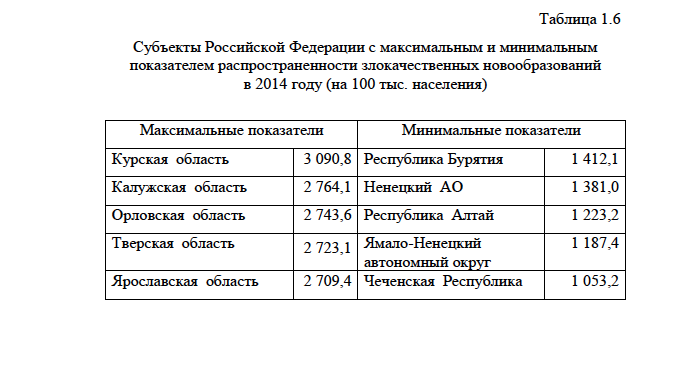 Таблица 1.6
Субъекты Российской Федерации с максимальным и минимальным
показателем распространенности злокачественных новообразований
в 2014 году (на 100 тыс. населения)
Максимальные показатели Минимальные показатели
Курская область 3 090,8 Республика Бурятия 1 412,1
Калужская область 2 764,1 Ненецкий АО 1 381,0
Орловская область 2 743,6 Республика Алтай 1 223,2
Тверская область 2 723,1 Ямало-Ненецкий 1 187,4
автономный округ
Ярославская область 2 709,4 Чеченская Республика 1 053,2